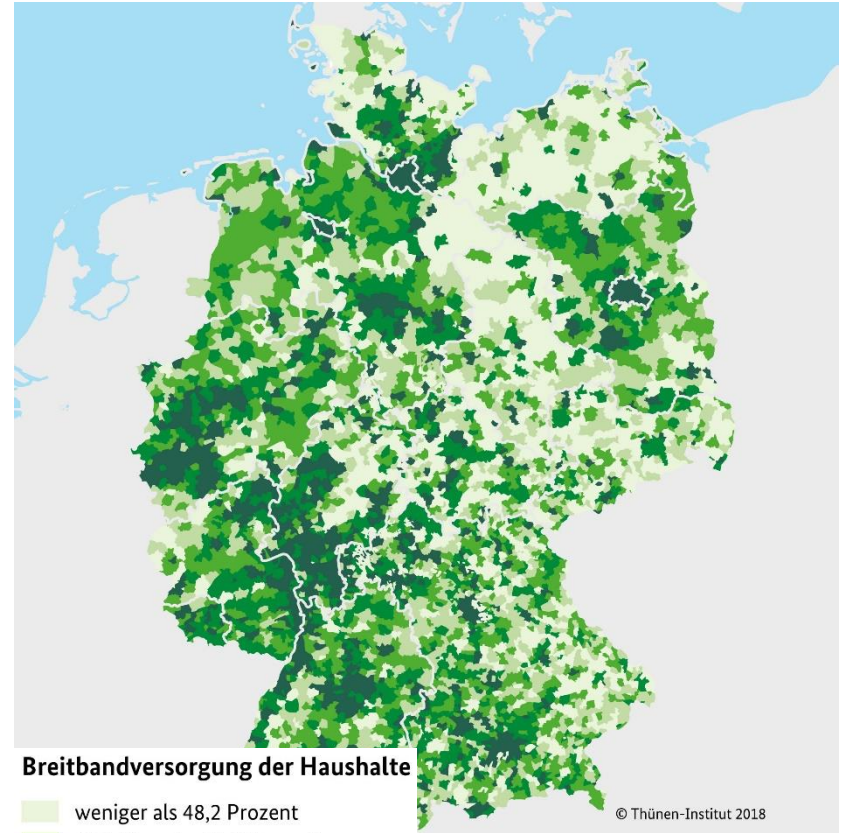 Breitbandversorgung der Haushalte
weniger als 48,2 Prozent
© Thünen-Institut 2018